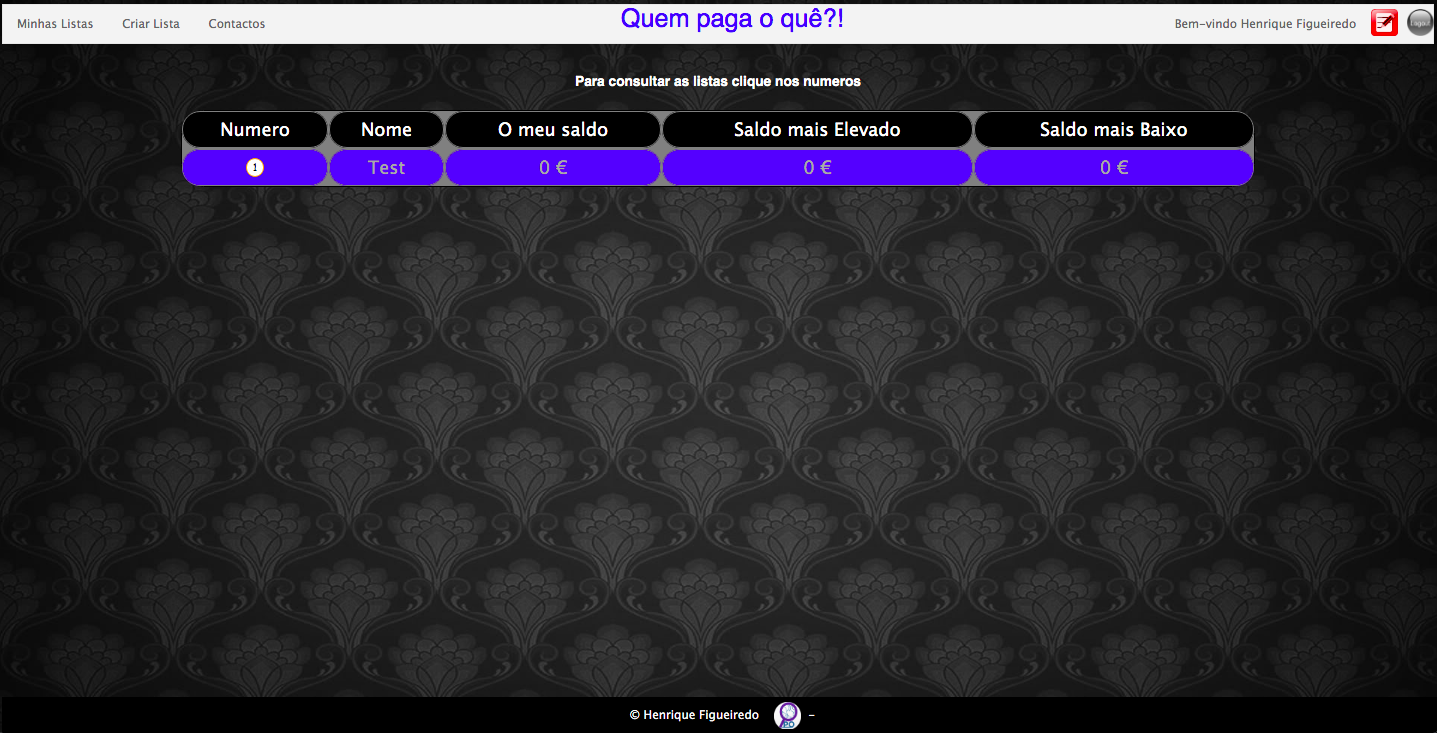 Minhas Listas Criar Lista Contactos Quem paga o quê?! Bem-vindo Henrique Figueiredo
Para consultar as listas clique nos numeros
Numero Nome O meu saldo Saldo mais Elevado Saldo mais Baixo
1 Test 0 € 0 € 0 €
© Henrique Figueiredo –